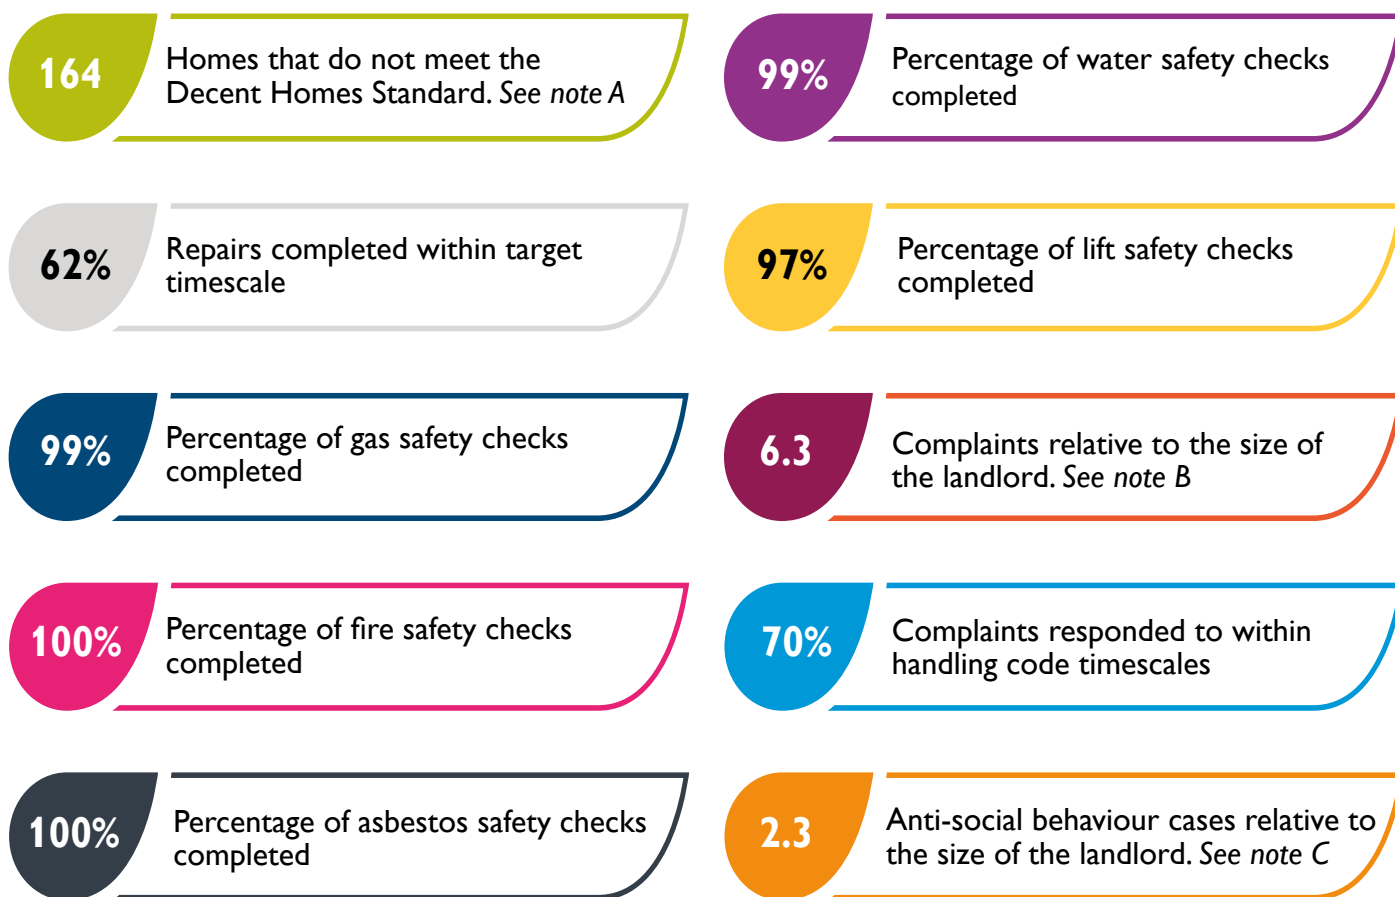 164
Homes that do not meet the
Decent Homes Standard. See note A
62%
Repairs completed within target
timescale
99%
Percentage of gas safety checks
completed
100%
Percentage of fire safety checks
completed
100%
Percentage of asbestos safety checks
completed
99%
Percentage of water safety checks
completed
97%
Percentage of lift safety checks
completed
6.3
Complaints relative to the size of
the landlord. See note B
70%
Complaints responded to within
handling code timescales
2.3
Anti-social behaviour cases relative to
the size of the landlord. See note C